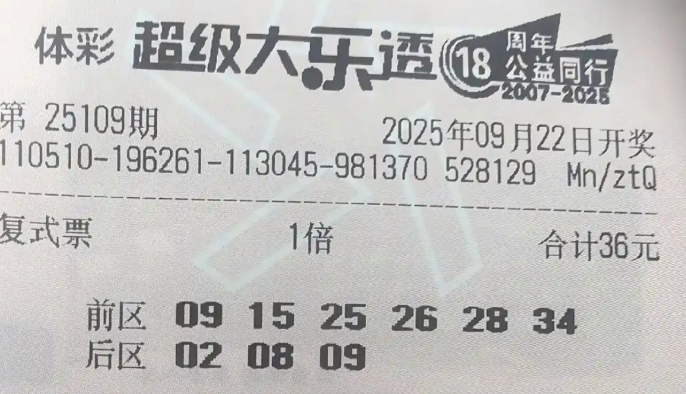 体彩 超级大乐透 18 周年 公益同行 2007-2025
第 25109期 2025年09月22日开奖
110510-196261-113045-981370 528129 Mn/ztQ
复式票 1倍 合计36元
前区 09 15 25 26 28 34
后区 02 08 09